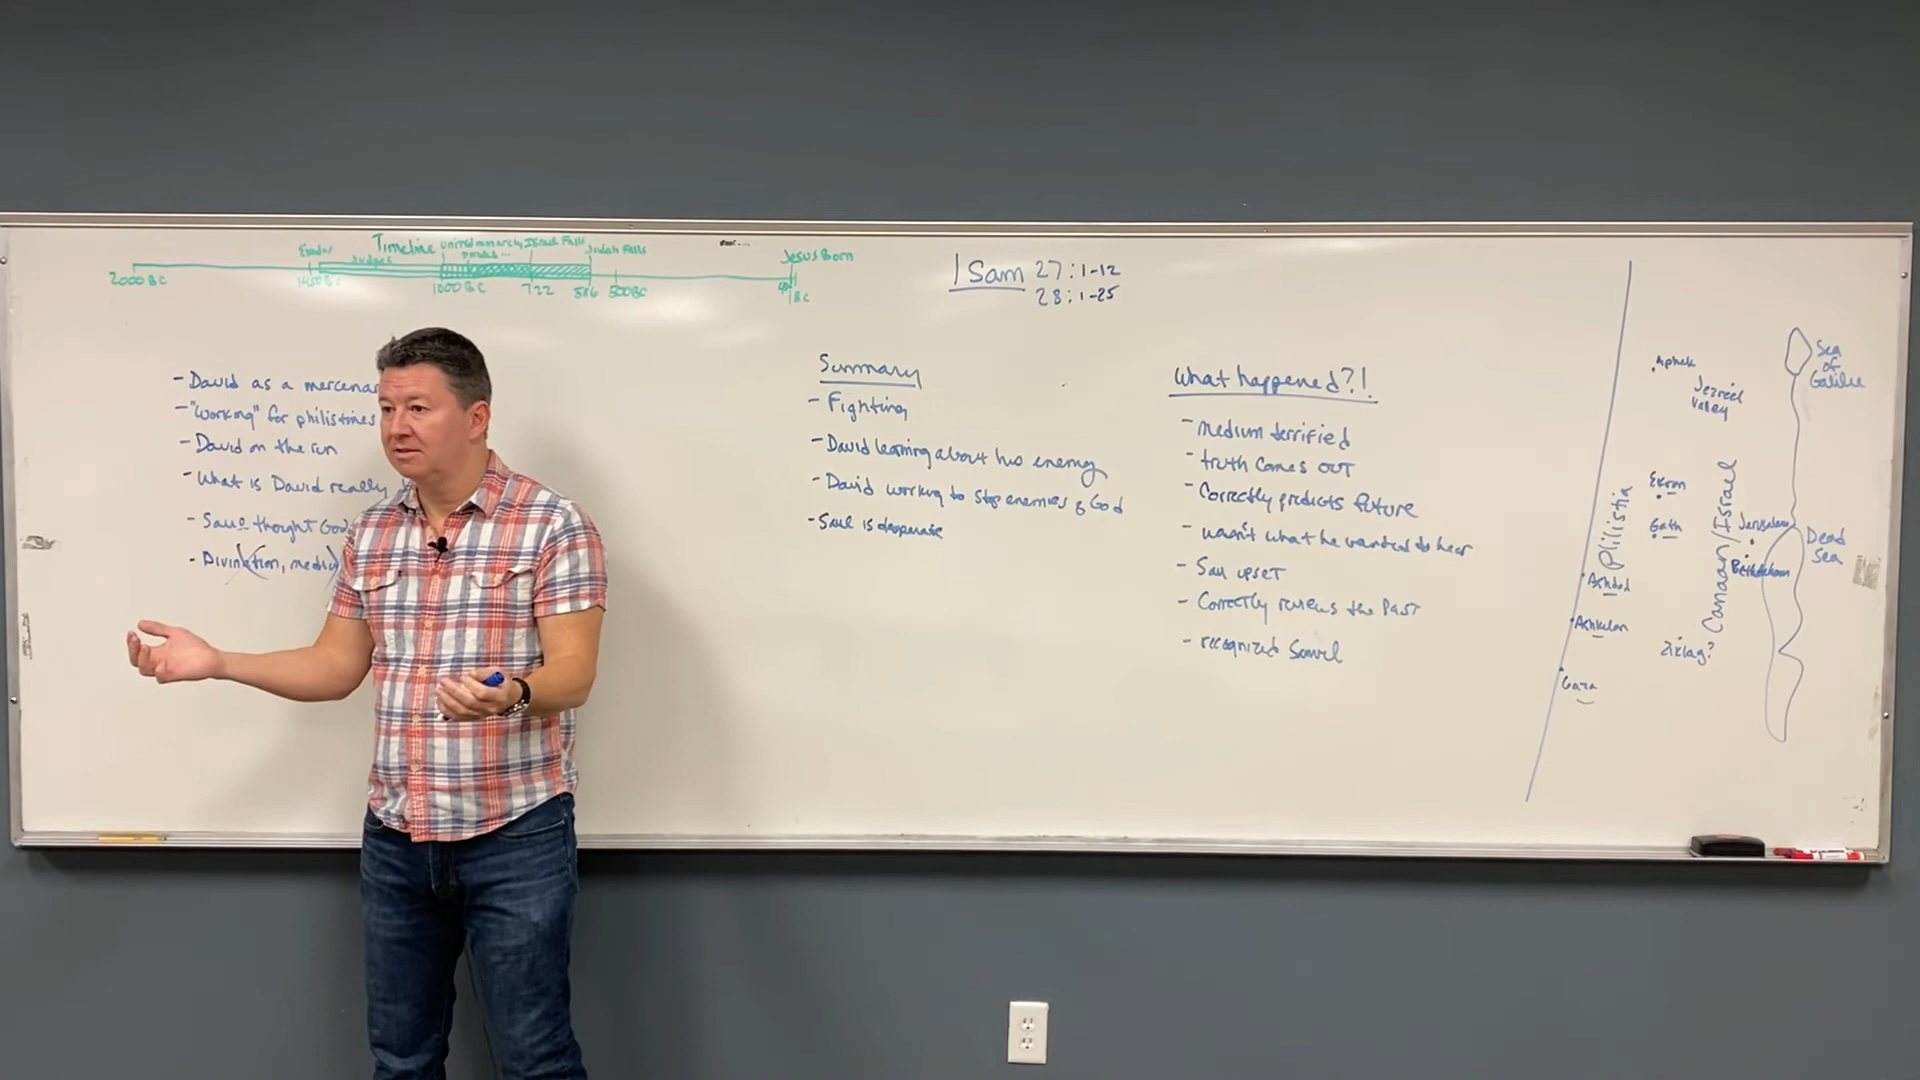 Timeline
Exodus
Judges
United monarchy
Israel Falls
Judah Falls
Jesus Born
2000 BC
1450 BC
1000 BC
722
586
500 BC
1 BC
1 Sam 27:1-12
28:1-25
- David as a mercenar
- "Working" for philistines
- David on the run
- What is David really
- Saul thought God
- Divination, mediu
Summary
- Fighting
- David learning about his enemy
- David working to stop enemies of God
- Saul is desperate
What happened?!
- Medium terrified
- truth comes out
- Correctly predicts future
- wasn't what he wanted to hear
- Saul upset
- Correctly reviews the Past
- recognized Samuel
Aphek
Jezreel
Valley
Sea
of
Galilee
Ekron
Gath
Philistia
Canaan/Israel
Jerusalem
Bethlehem
Dead
Sea
Ashdod
Ashkelon
Ziklag?
Gaza